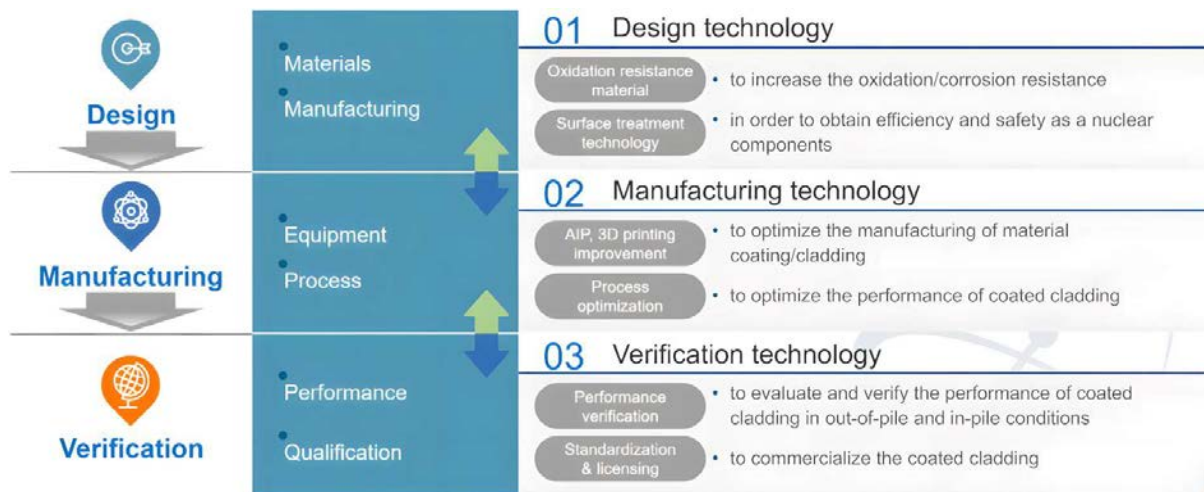 Design
Materials
Manufacturing
01 Design technology
Oxidation resistance
material
• to increase the oxidation/corrosion resistance
Surface treatment
technology
• in order to obtain efficiency and safety as a nuclear
components
Manufacturing
Equipment
Process
02 Manufacturing technology
AIP, 3D printing
improvement
• to optimize the manufacturing of material
coating/cladding
Process
optimization
• to optimize the performance of coated cladding
Verification
Performance
Qualification
03 Verification technology
Performance
verification
• to evaluate and verify the performance of coated
cladding in out-of-pile and in-pile conditions
Standardization
& licensing
• to commercialize the coated cladding